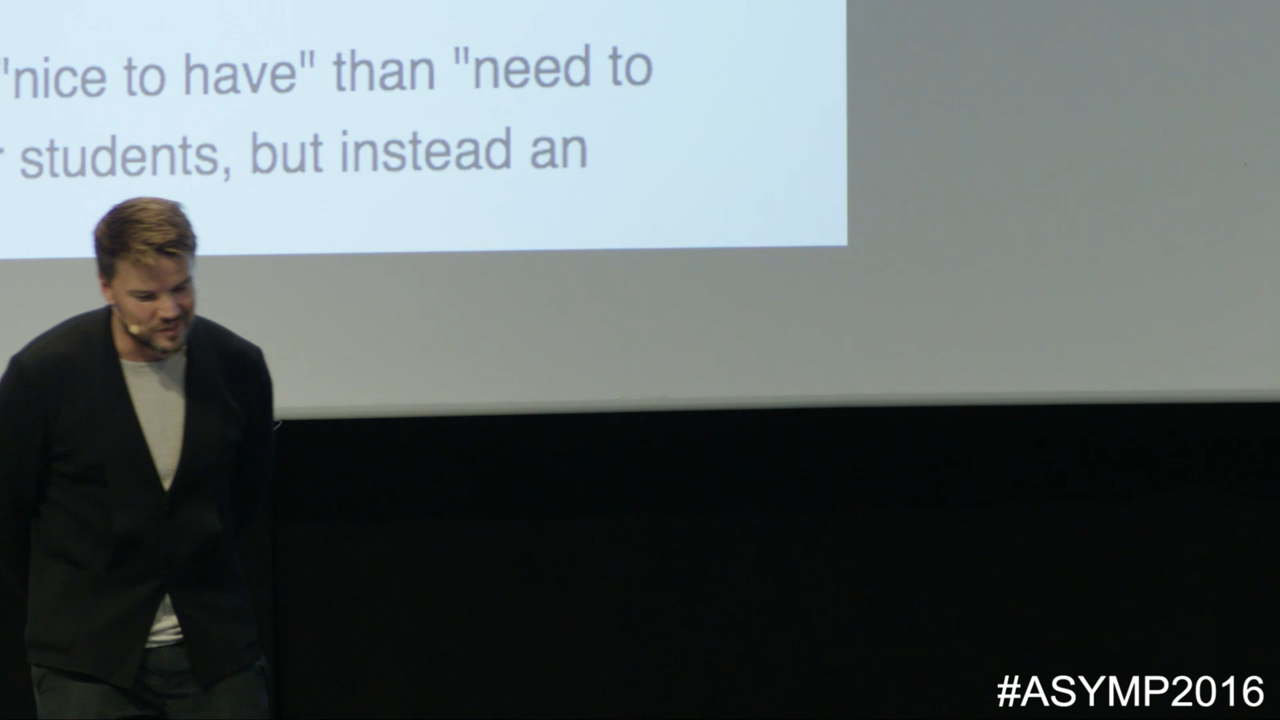 "nice to have" than "need to
students, but instead an
#ASYMP2016